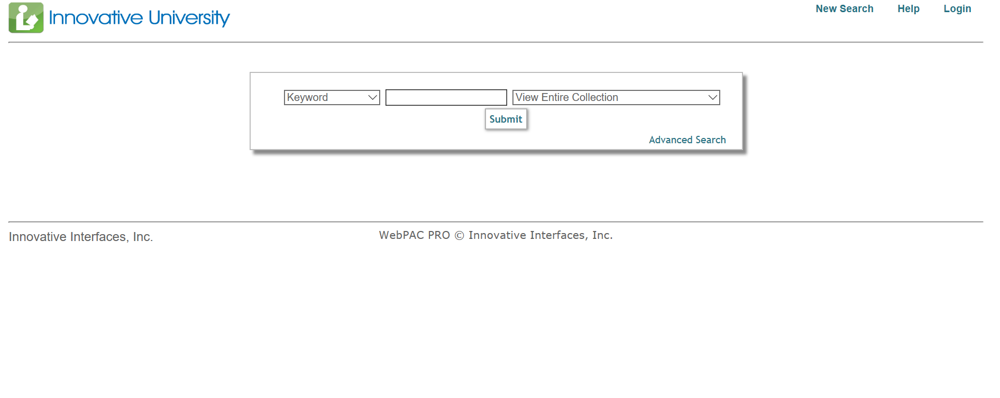 Innovative University
New Search Help Login
Keyword
View Entire Collection
Submit
Advanced Search
Innovative Interfaces, Inc.
WebPAC PRO © Innovative Interfaces, Inc.